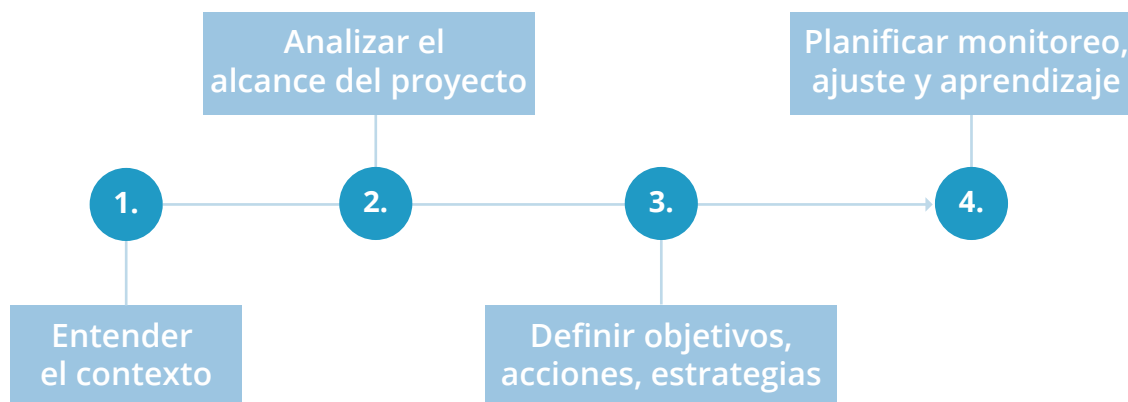 Analizar el
alcance del proyecto
Planificar monitoreo,
ajuste y aprendizaje
1.
2.
3.
4.
Entender
el contexto
Definir objetivos,
acciones, estrategias